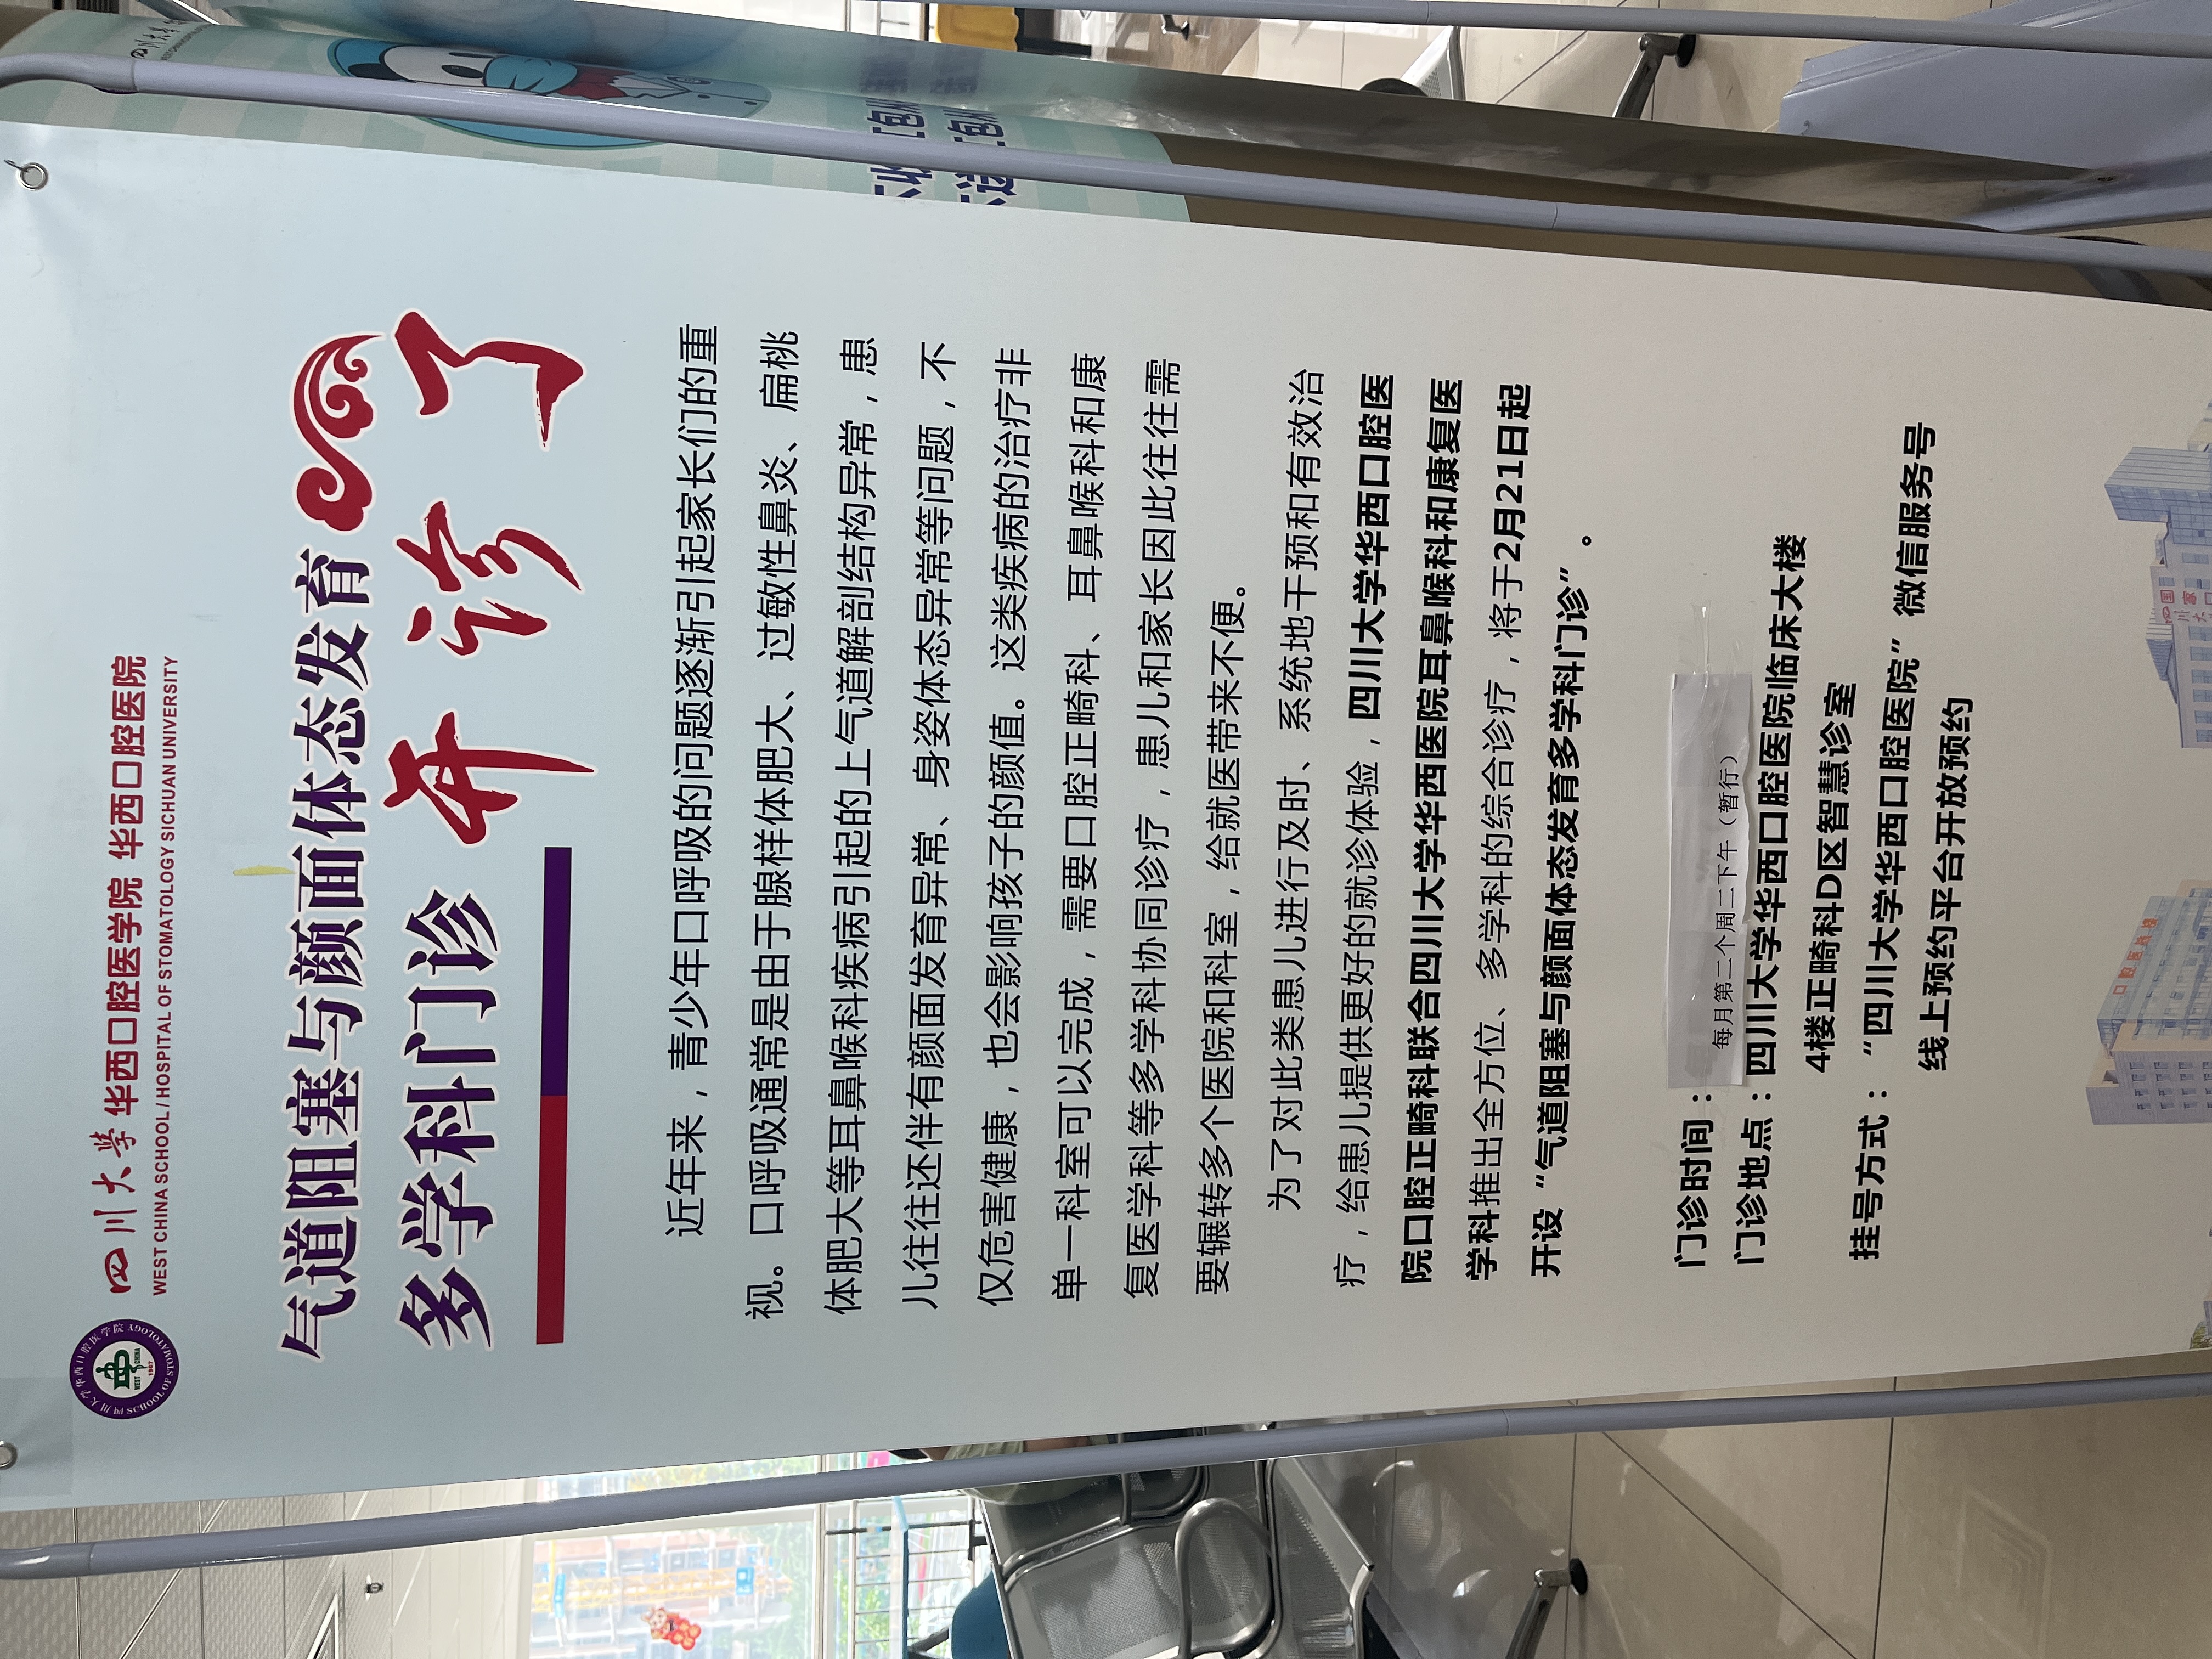 四川大学 华西口腔医学院 华西口腔医院
WEST CHINA SCHOOL/HOSPITAL OF STOMATOLOGY SICHUAN UNIVERSITY
四川大学华西口腔医学院
WEST CHINA
1907
SCHOOL OF STOMATOLOGY
气道阻塞与颜面体态发育
多学科门诊 开诊了
近年来，青少年口呼吸的问题逐渐引起家长们的重
视。口呼吸通常是由于腺样体肥大、过敏性鼻炎、扁桃
体肥大等耳鼻喉科疾病引起的上气道解剖结构异常，患
儿往往还伴有颜面发育异常、身姿体态异常等问题，不
仅危害健康，也会影响孩子的颜值。这类疾病的治疗非
单一科室可以完成，需要口腔正畸科、耳鼻喉科和康
复医学科等多学科协同诊疗，患儿和家长因此往往需
要辗转多个医院和科室，给就医带来不便。
为了对此类患儿进行及时、系统地干预和有效治
疗，给患儿提供更好的就诊体验，四川大学华西口腔医
院口腔正畸科联合四川大学华西医院耳鼻喉科和康复医
学科推出全方位、多学科的综合诊疗，将于2月21日起
开设“气道阻塞与颜面体态发育多学科门诊”。
门诊时间：每月第二个周二下午（暂行）
门诊地点：四川大学华西口腔医院临床大楼
4楼正畸科D区智慧诊室
挂号方式：“四川大学华西口腔医院”微信服务号
线上预约平台开放预约